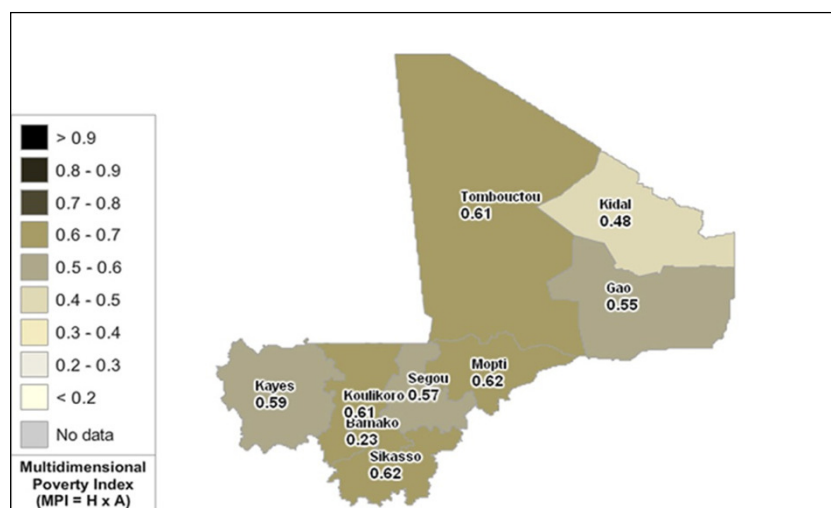 > 0.9
0.8 - 0.9
0.7 - 0.8
0.6 - 0.7
0.5 - 0.6
0.4 - 0.5
0.3 - 0.4
0.2 - 0.3
< 0.2
No data
Multidimensional
Poverty Index
(MPI = H x A)
Tombouctou
0.61
Kidal
0.48
Gao
0.55
Mopti
0.62
Segou
0.57
Kayes
0.59
Koulikoro
0.61
Bamako
0.23
Sikasso
0.62